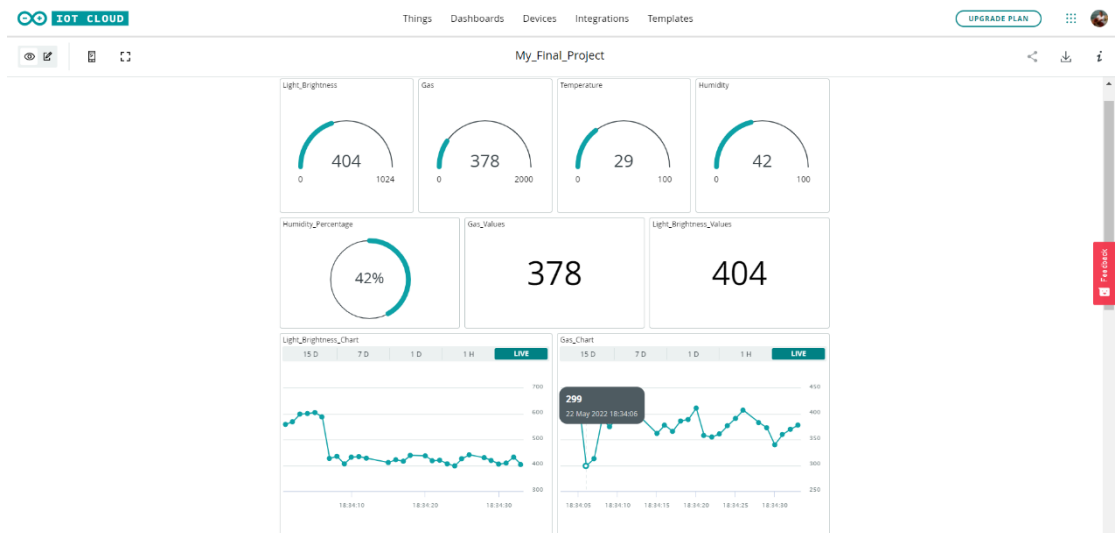 IOT CLOUD
Things Dashboards Devices Integrations Templates
UPGRADE PLAN
My_Final_Project
i
Light_Brightness
404
0 1024
Gas
378
0 2000
Temperature
29
0 100
Humidity
42
0 100
Humidity_Percentage
42%
Gas_Values
378
Light_Brightness_Values
404
Feedback
Light_Brightness_Chart
15 D 7 D 1 D 1 H LIVE
700
600
500
400
300
18:34:10 18:34:20 18:34:30
Gas_Chart
15 D 7 D 1 D 1 H LIVE
299
22 May 2022 18:34:06
450
400
350
300
250
18:34:05 18:34:10 18:34:15 18:34:20 18:34:25 18:34:30